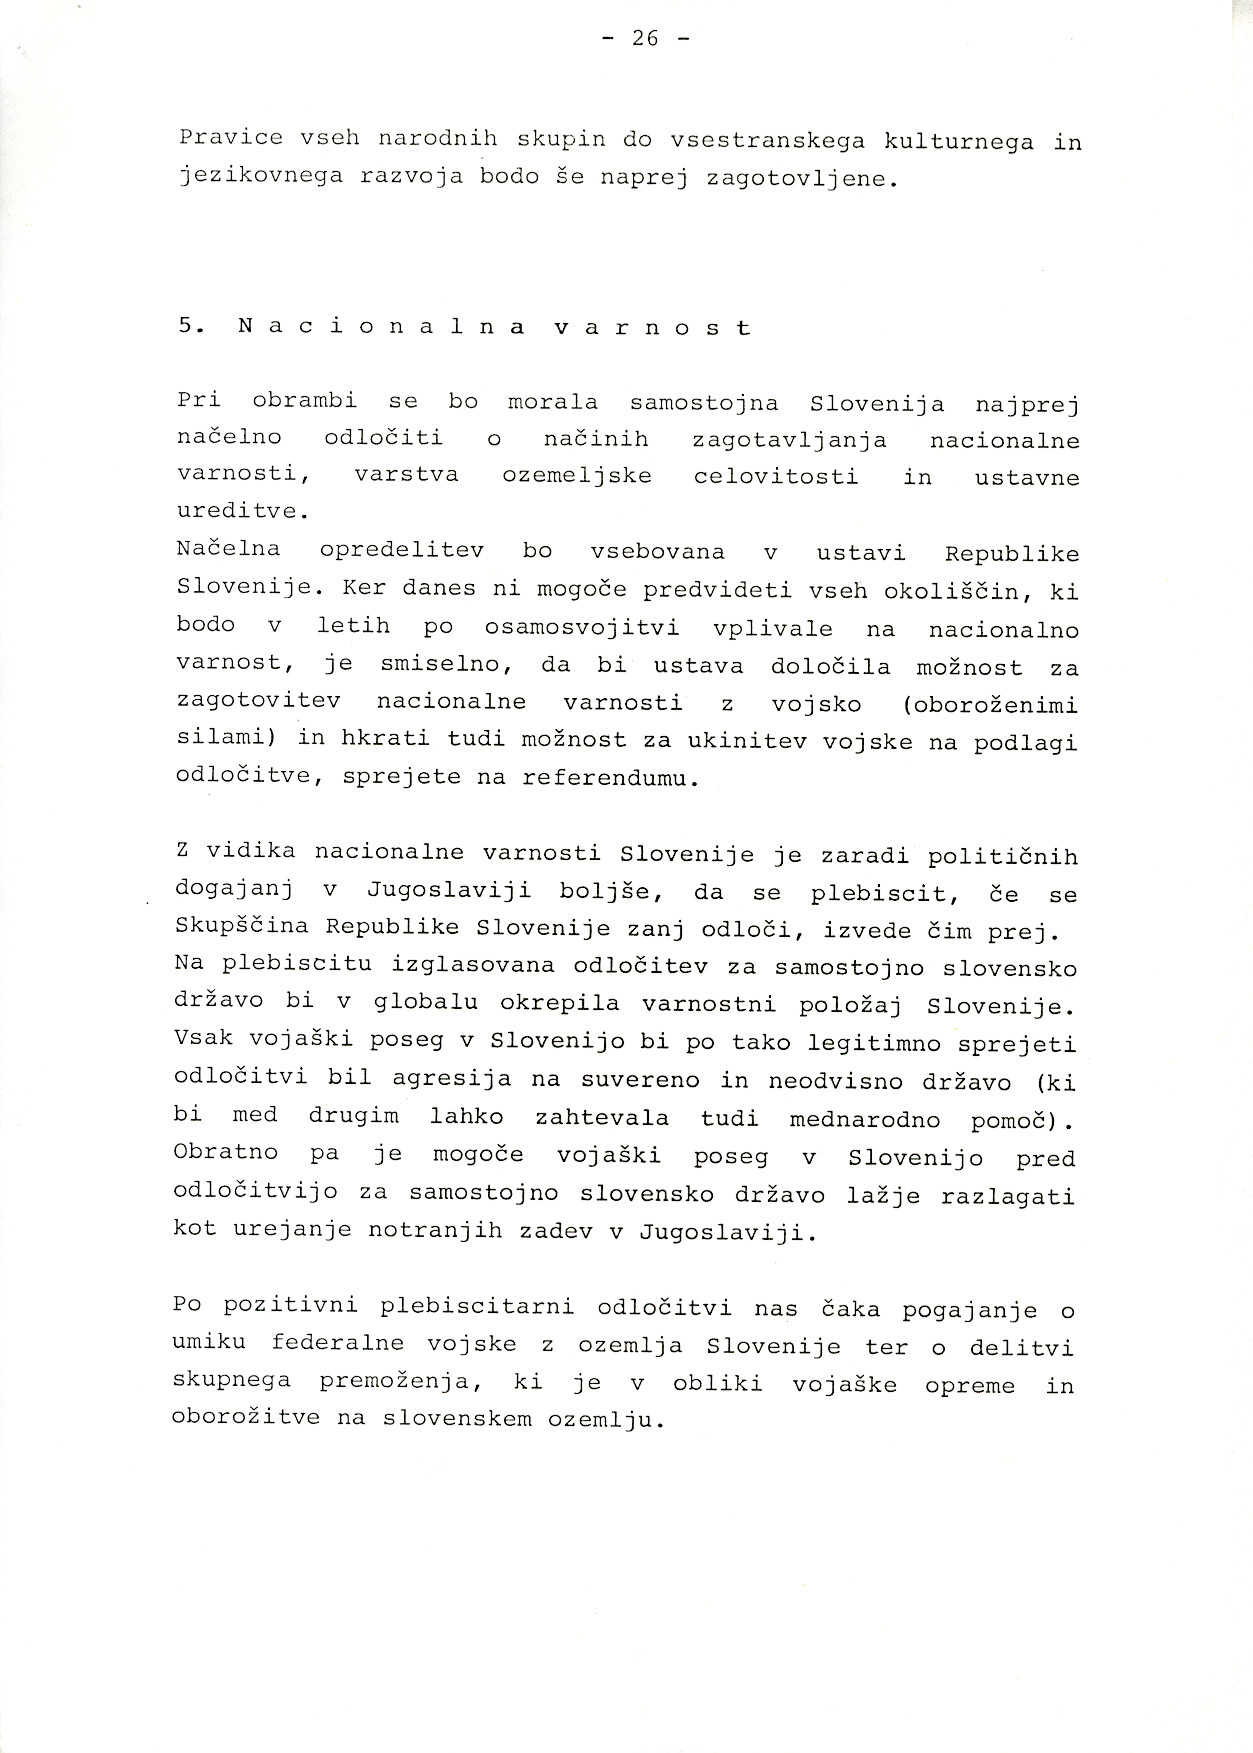 - 26 -
Pravice vseh narodnih skupin do vsestranskega kulturnega in
jezikovnega razvoja bodo še naprej zagotovljene.
5. N a c i o n a l n a v a r n o s t
Pri obrambi se bo morala samostojna Slovenija najprej
načelno odločiti o načinih zagotavljanja nacionalne
varnosti, varstva ozemeljske celovitosti in ustavne
ureditve.
Načelna opredelitev bo vsebovana v ustavi Republike
Slovenije. Ker danes ni mogoče predvideti vseh okoliščin, ki
bodo v letih po osamosvojitvi vplivale na nacionalno
varnost, je smiselno, da bi ustava določila možnost za
zagotovitev nacionalne varnosti z vojsko (oboroženimi
silami) in hkrati tudi možnost za ukinitev vojske na podlagi
odločitve, sprejete na referendumu.
Z vidika nacionalne varnosti Slovenije je zaradi političnih
dogajanj v Jugoslaviji boljše, da se plebiscit, če se
Skupščina Republike Slovenije zanj odloči, izvede čim prej.
Na plebiscitu izglasovana odločitev za samostojno slovensko
državo bi v globalu okrepila varnostni položaj Slovenije.
Vsak vojaški poseg v Slovenijo bi po tako legitimno sprejeti
odločitvi bil agresija na suvereno in neodvisno državo (ki
bi med drugim lahko zahtevala tudi mednarodno pomoč).
Obratno pa je mogoče vojaški poseg v Slovenijo pred
odločitvijo za samostojno slovensko državo lažje razlagati
kot urejanje notranjih zadev v Jugoslaviji.
Po pozitivni plebiscitarni odločitvi nas čaka pogajanje o
umiku federalne vojske z ozemlja Slovenije ter o delitvi
skupnega premoženja, ki je v obliki vojaške opreme in
oborožitve na slovenskem ozemlju.